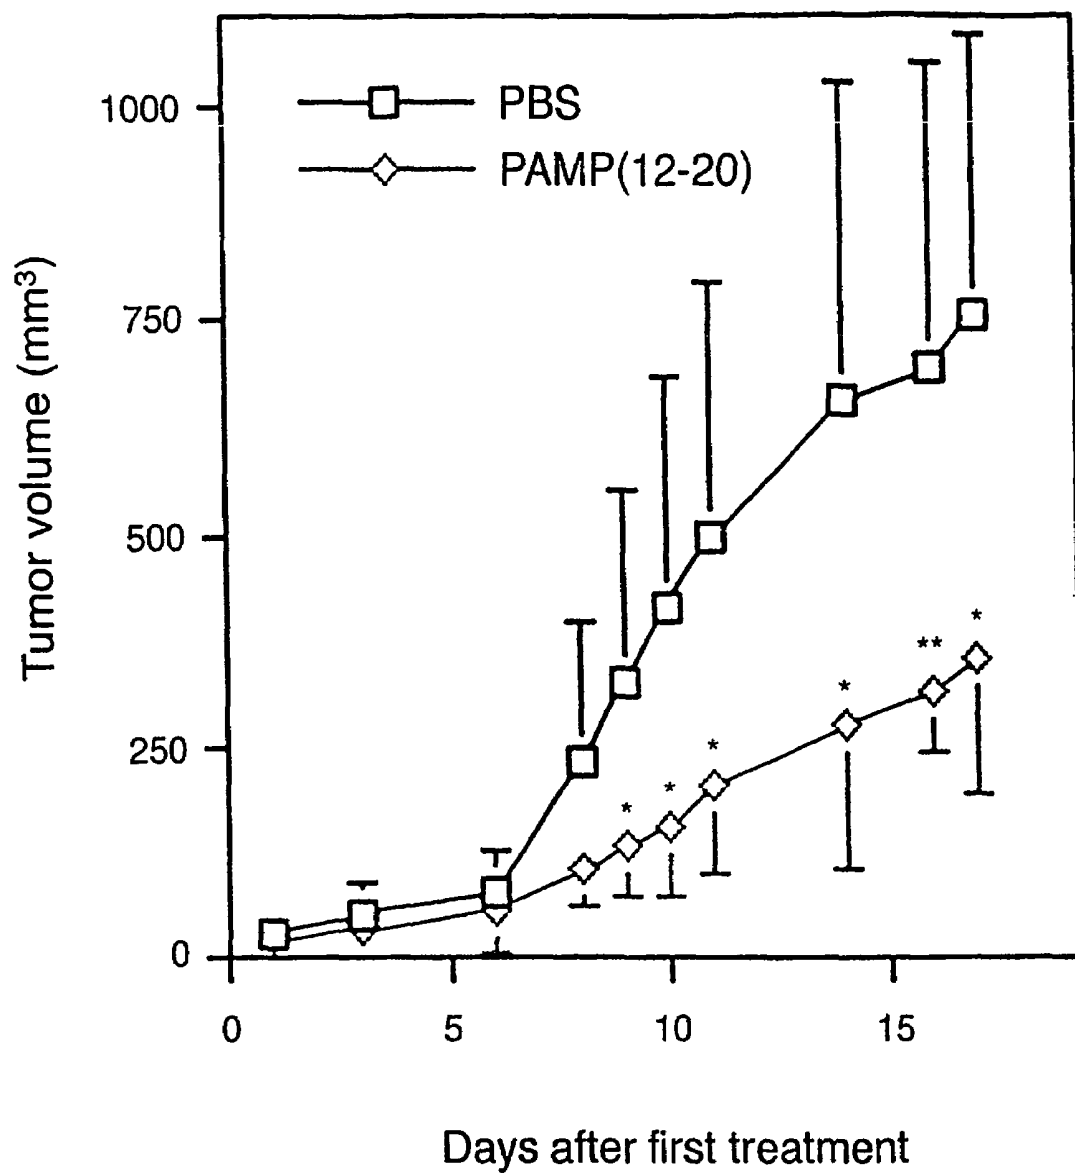 PBS
PAMP(12-20)
1000
750
500
250
0
Tumor volume (mm³)
*
*
*
*
**
*
0 5 10 15
Days after first treatment